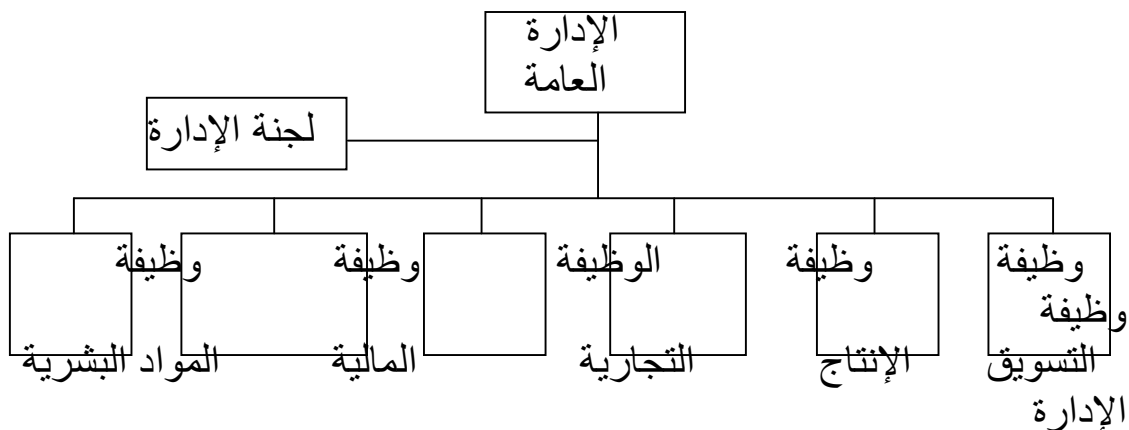 الإدارة
العامة
لجنة الإدارة
وظيفة وظيفة الوظيفة وظيفة وظيفة
وظيفة
التسويق الإنتاج التجارية المالية المواد البشرية
الإدارة